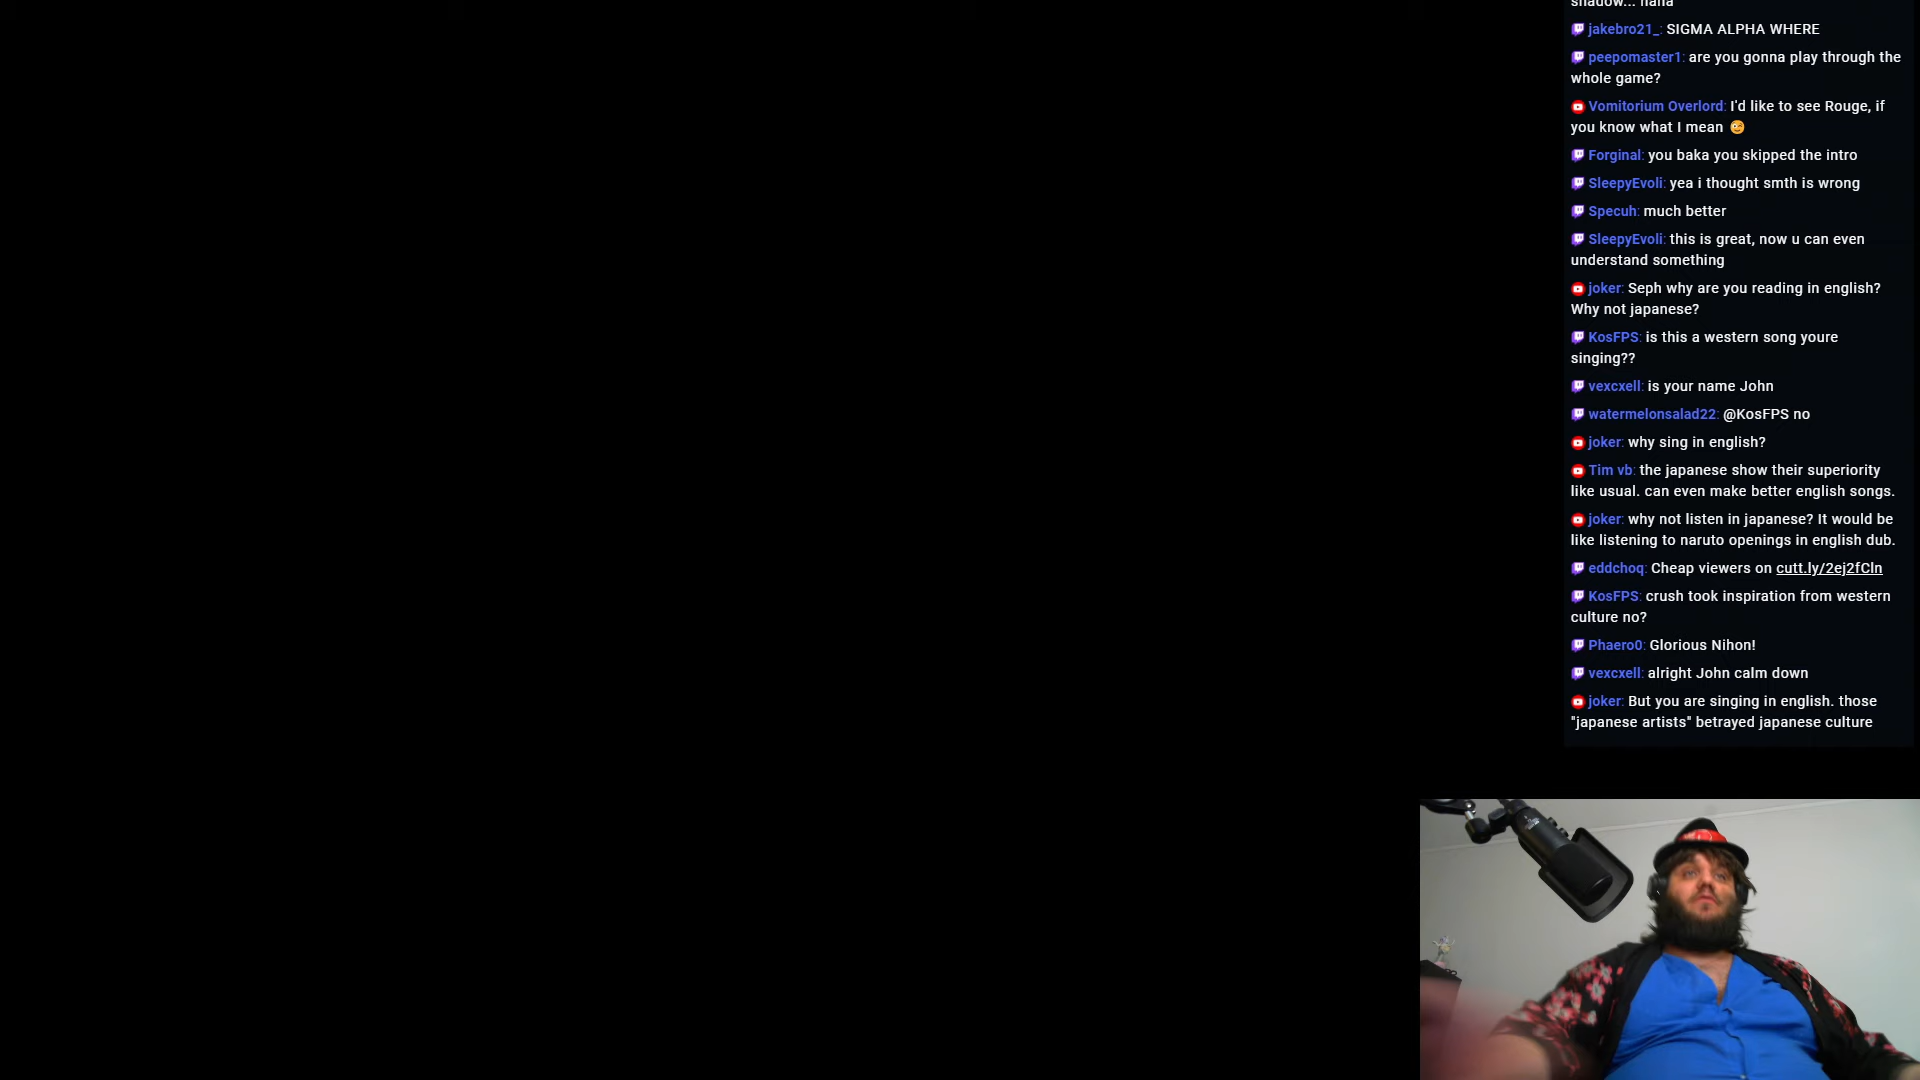 shadow... haha
jakebro21_: SIGMA ALPHA WHERE
peepomaster1: are you gonna play through the
whole game?
Vomitorium Overlord: I'd like to see Rouge, if
you know what I mean
Forginal: you baka you skipped the intro
SleepyEvoli: yea i thought smth is wrong
Specuh: much better
SleepyEvoli: this is great, now u can even
understand something
joker: Seph why are you reading in english?
Why not japanese?
KosFPS: is this a western song youre
singing??
vexcxell: is your name John
watermelonsalad22: @KosFPS no
joker: why sing in english?
Tim vb: the japanese show their superiority
like usual. can even make better english songs.
joker: why not listen in japanese? It would be
like listening to naruto openings in english dub.
eddchoq: Cheap viewers on cutt.ly/2ej2fCln
KosFPS: crush took inspiration from western
culture no?
Phaero0: Glorious Nihon!
vexcxell: alright John calm down
joker: But you are singing in english. those
"japanese artists" betrayed japanese culture